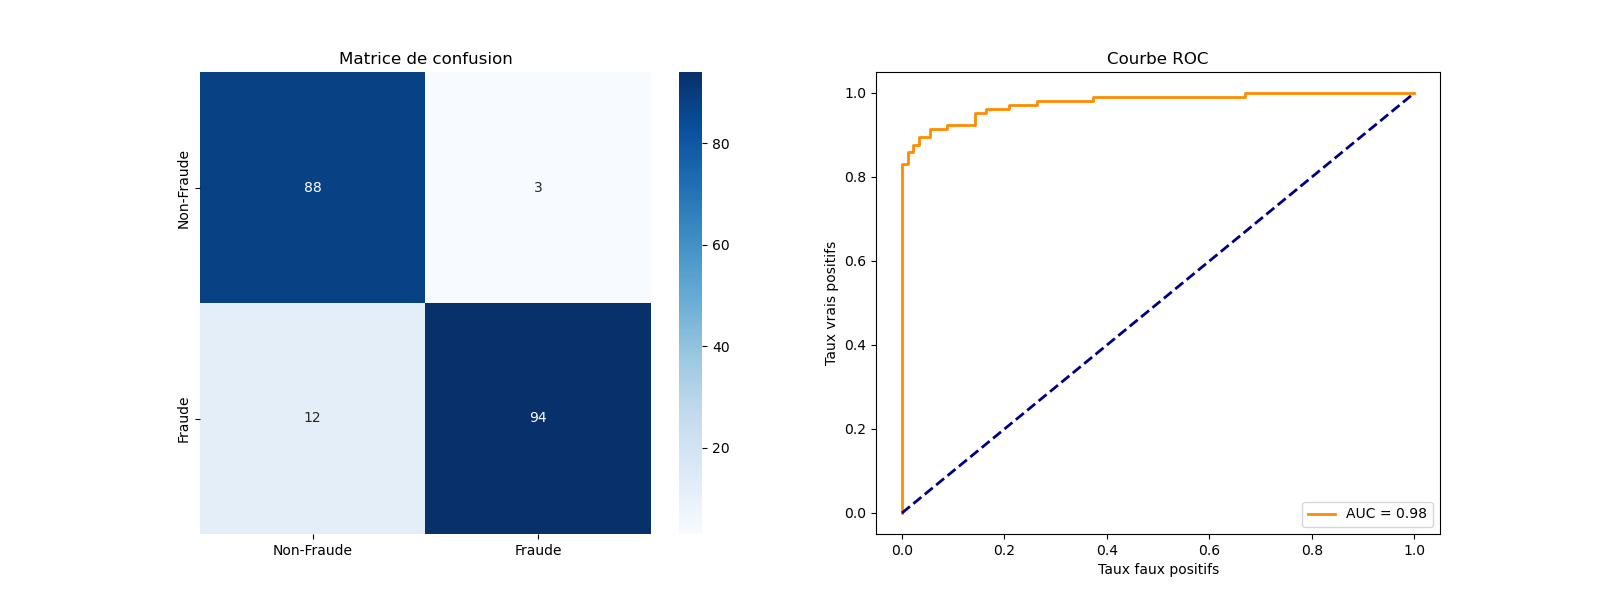 Matrice de confusion
Non-Fraude
88
3
Fraude
12
94
Non-Fraude
Fraude
80
60
40
20
Courbe ROC
Taux vrais positifs
1.0
0.8
0.6
0.4
0.2
0.0
AUC = 0.98
0.0
0.2
0.4
0.6
0.8
1.0
Taux faux positifs